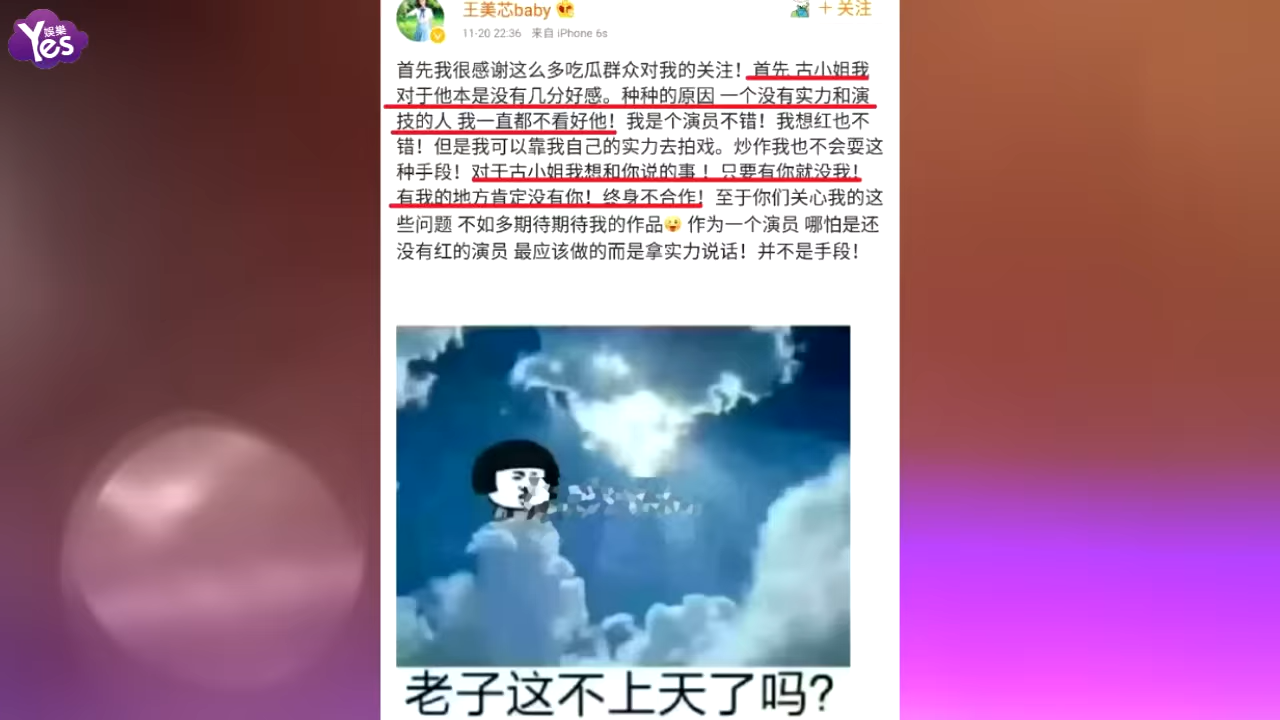 Yes娱樂
王美芯baby
+ 关注
11-20 22:36 来自 iPhone 6s
首先我很感谢这么多吃瓜群众对我的关注！首先 古小姐我
对于他本是没有几分好感。种种的原因 一个没有实力和演
技的人 我一直都不看好他！我是个演员不错！我想红也不
错！但是我可以靠我自己的实力去拍戏。炒作我也不会耍这
种手段！对于古小姐我想和你说的事 ！只要有你就没我！
有我的地方肯定没有你！终身不合作！至于你们关心我的这
些问题 不如多期待期待我的作品😜 作为一个演员 哪怕是还
没有红的演员 最应该做的而是拿实力说话！并不是手段！
老子这不上天了吗?